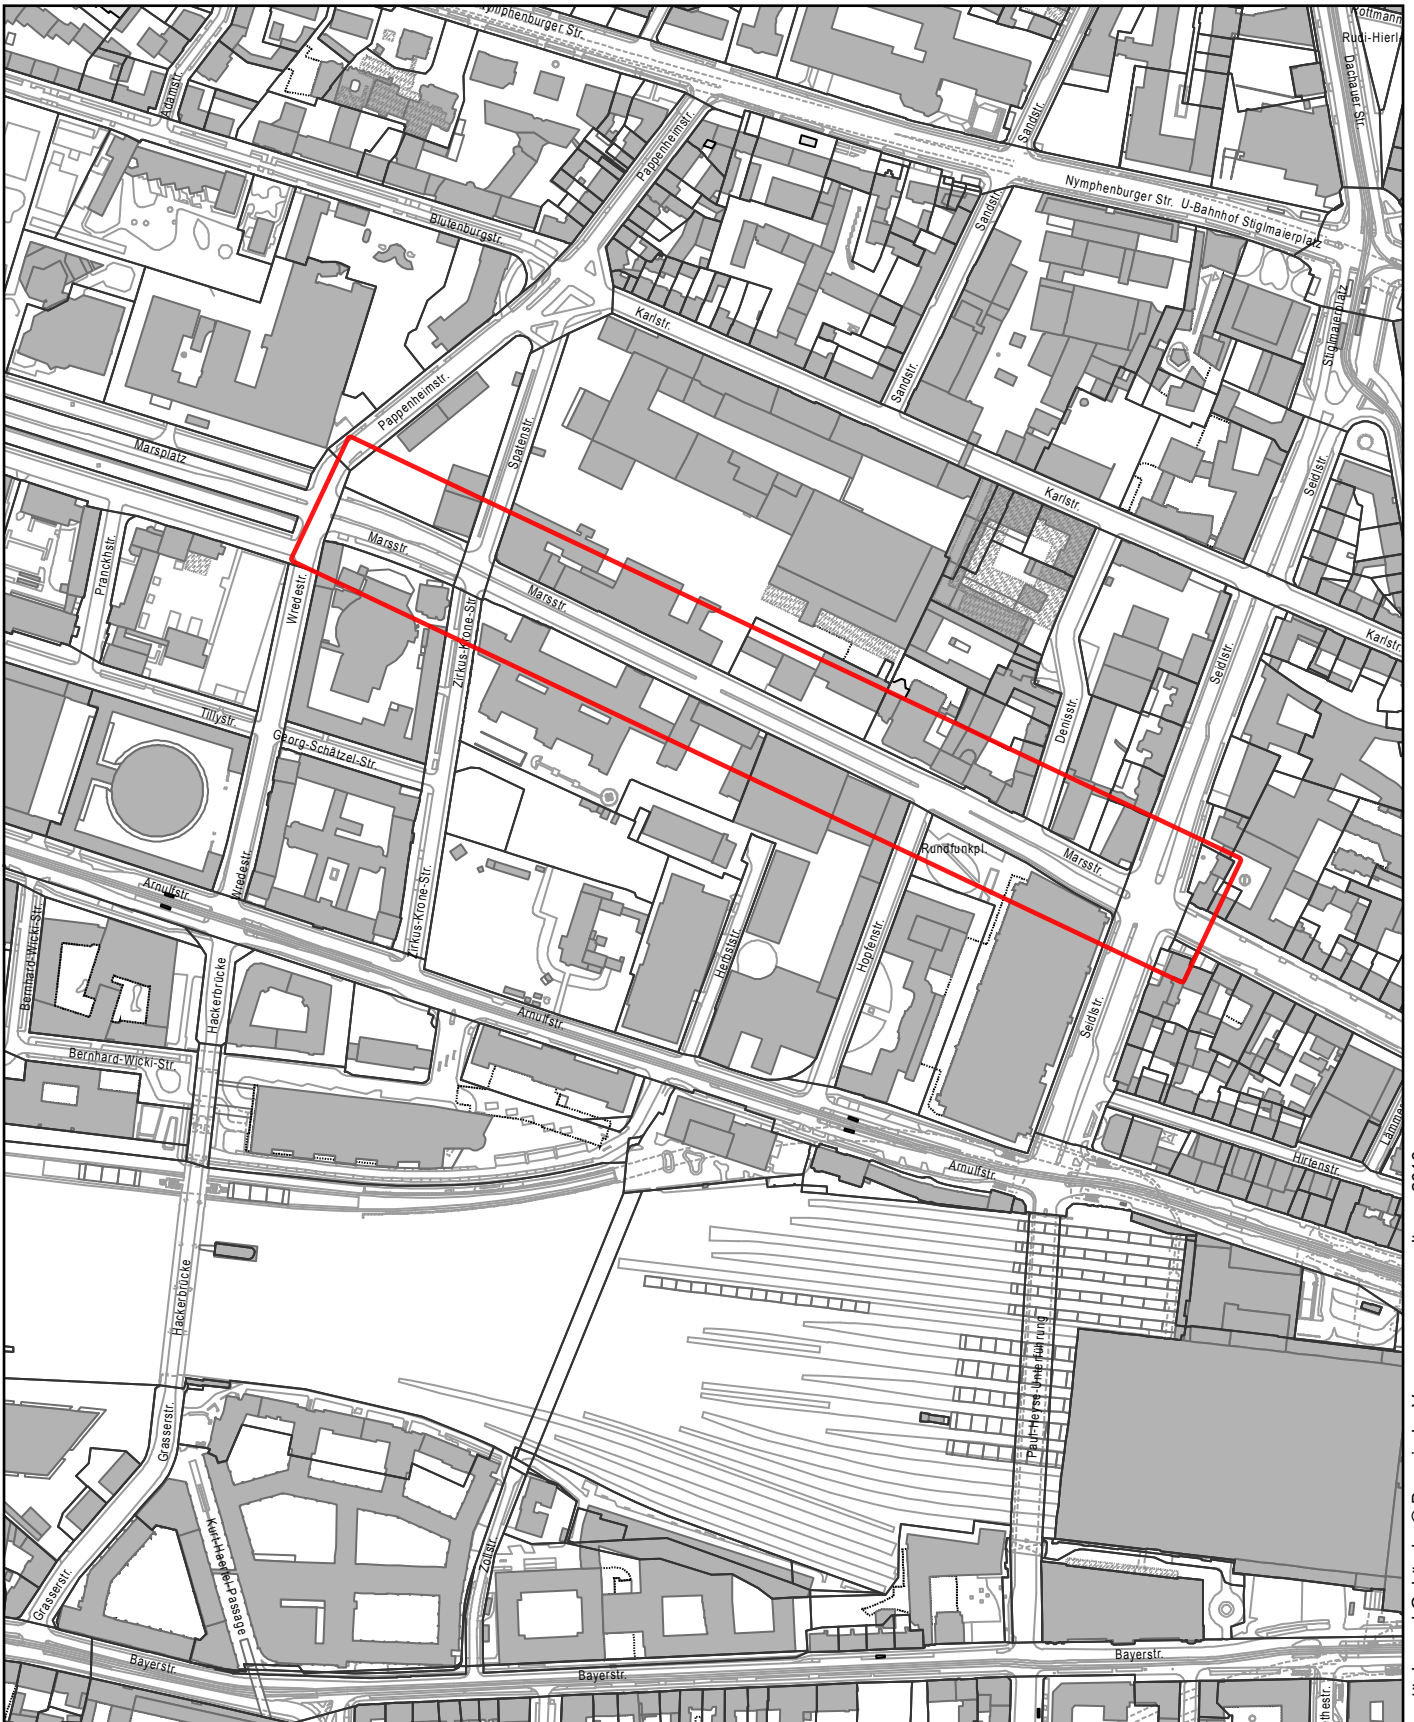 Nymphenburger Str.
Rudi-Hierl-
Dachauer Str.
Adamstr.
Sandstr.
Pappenheimstr.
Nymphenburger Str.
U-Bahnhof Stiglmaierplatz
Blutenburgstr.
Sandstr.
Karlstr.
Stiglmaierplatz
Sandstr.
Pappenheimstr.
Spatenstr.
Marsplatz
Seidlstr.
Karlstr.
Marsstr.
Pranckhstr.
Wredestr.
Marsstr.
Zirkus-Krone-Str.
Karlstr.
Seidlstr.
Denisstr.
Tillystr.
Georg-Schätzel-Str.
Rundfunkpl.
Marsstr.
Arnulfstr.
Wredestr.
Zirkus-Krone-Str.
Bernhard-Wicki-Str.
Hackerbrücke
Herbststr.
Hopfenstr.
Seidlstr.
Arnulfstr.
Bernhard-Wicki-Str.
Lämmer
Hirtenstr.
Arnulfstr.
Hackerbrücke
Paul-Heyse-Unterführung
Grasserstr.
Kurt-Haertel-Passage
Zollstr.
Grasserstr.
Bayerstr.
Bayerstr.
Bayerstr.